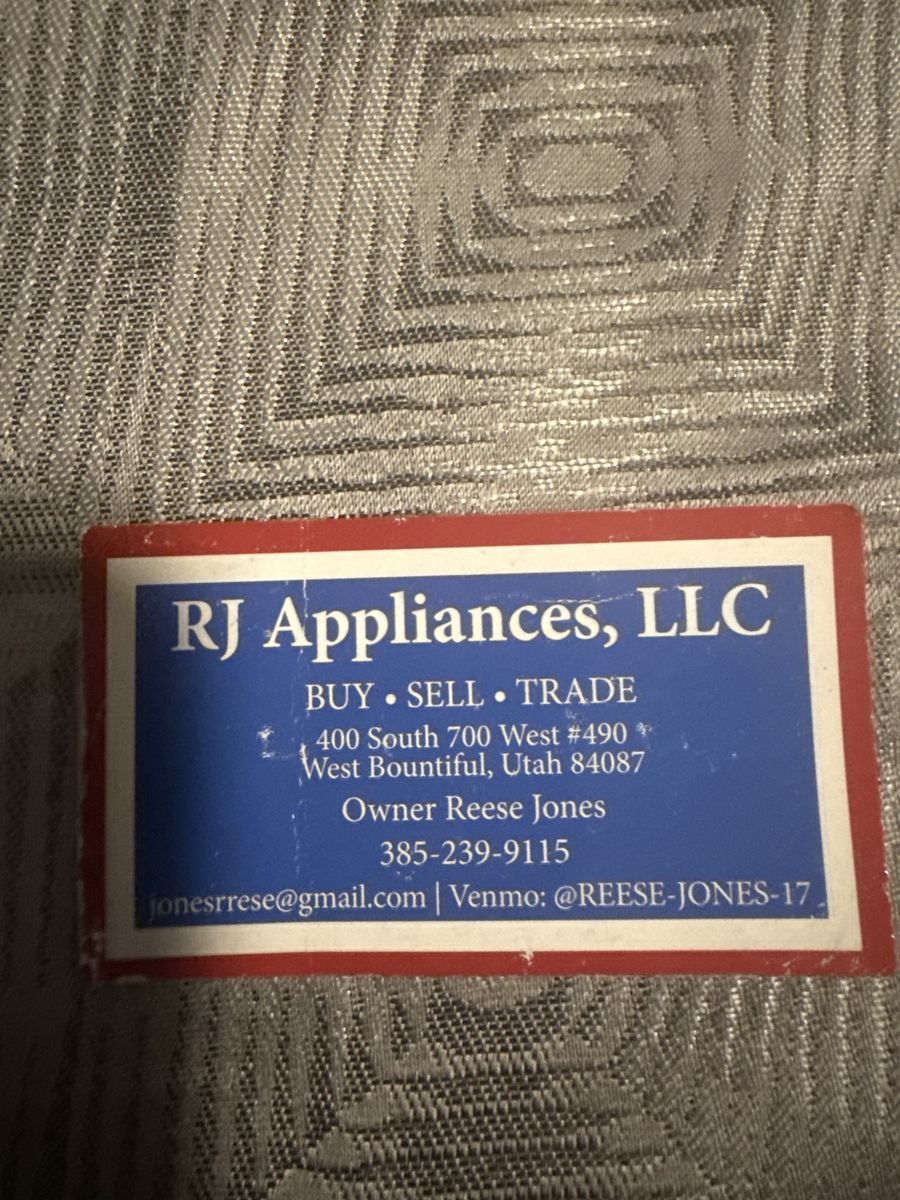 RJ Appliances, LLC
BUY • SELL • TRADE
400 South 700 West #490
West Bountiful, Utah 84087
Owner Reese Jones
385-239-9115
jonesrrese@gmail.com | Venmo: @REESE-JONES-17